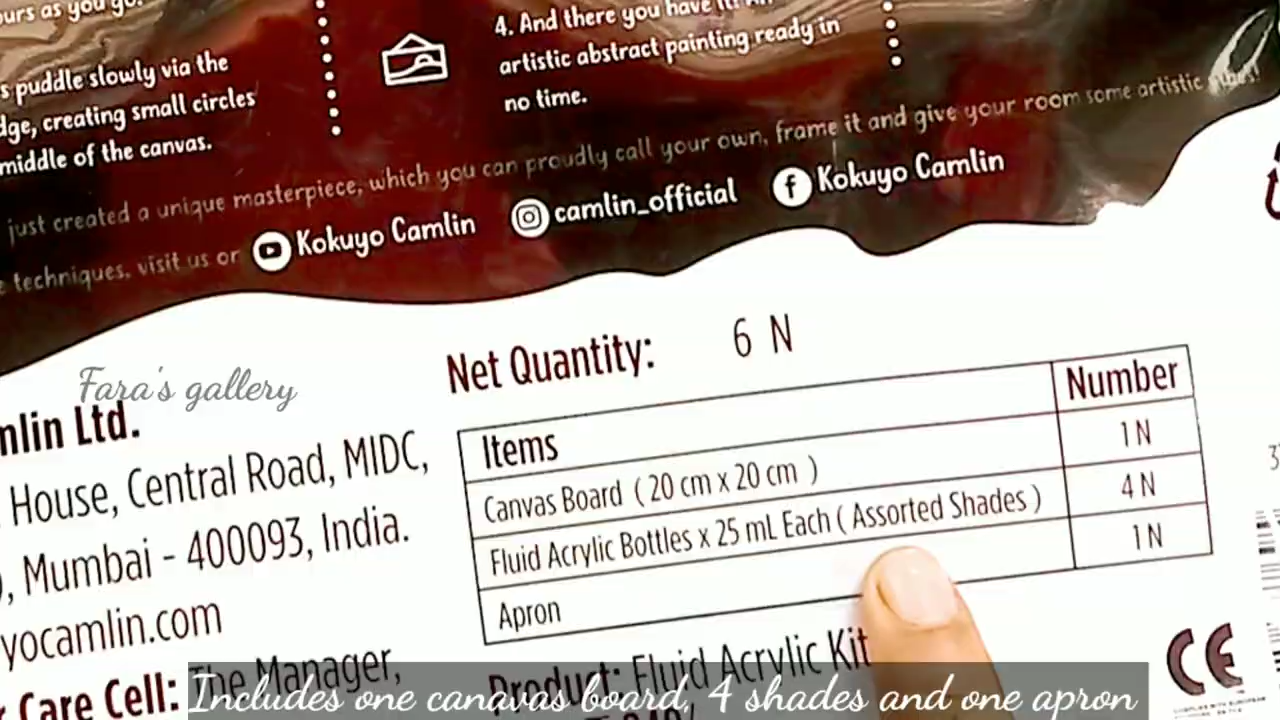 ours as you go.
s puddle slowly via the
dge, creating small circles
middle of the canvas.
4. And there you have it! An
artistic abstract painting ready in
no time.
just created a unique masterpiece, which you can proudly call your own, frame it and give your room some artistic vibes!
techniques, visit us or Kokuyo Camlin camlin_official Kokuyo Camlin
Fara's gallery
mlin Ltd.
House, Central Road, MIDC,
Mumbai - 400093, India.
yocamlin.com
Care Cell: The Manager,
Net Quantity: 6 N
Items Number
Canvas Board ( 20 cm x 20 cm ) 1 N
Fluid Acrylic Bottles x 25 mL Each ( Assorted Shades ) 4 N
Apron 1 N
Product: Fluid Acrylic Kit
CE
Includes one canavas board, 4 shades and one apron